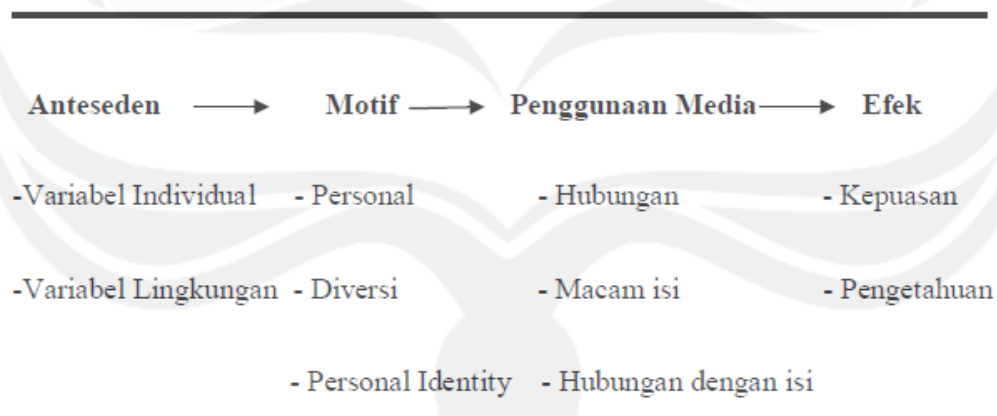 Anteseden → Motif → Penggunaan Media → Efek
-Variabel Individual - Personal - Hubungan - Kepuasan
-Variabel Lingkungan - Diversi - Macam isi - Pengetahuan
- Personal Identity - Hubungan dengan isi